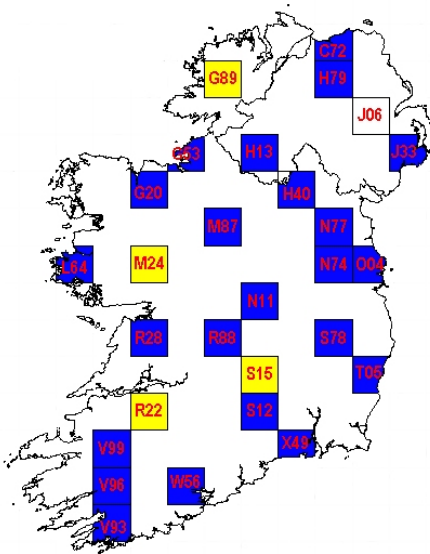 C72
G89
H79
J06
G53
H13
J33
G20
H40
M87
N77
L64
M24
N74
O04
N11
R28
R88
S78
S15
T05
R22
S12
V99
X49
V96
W56
V93